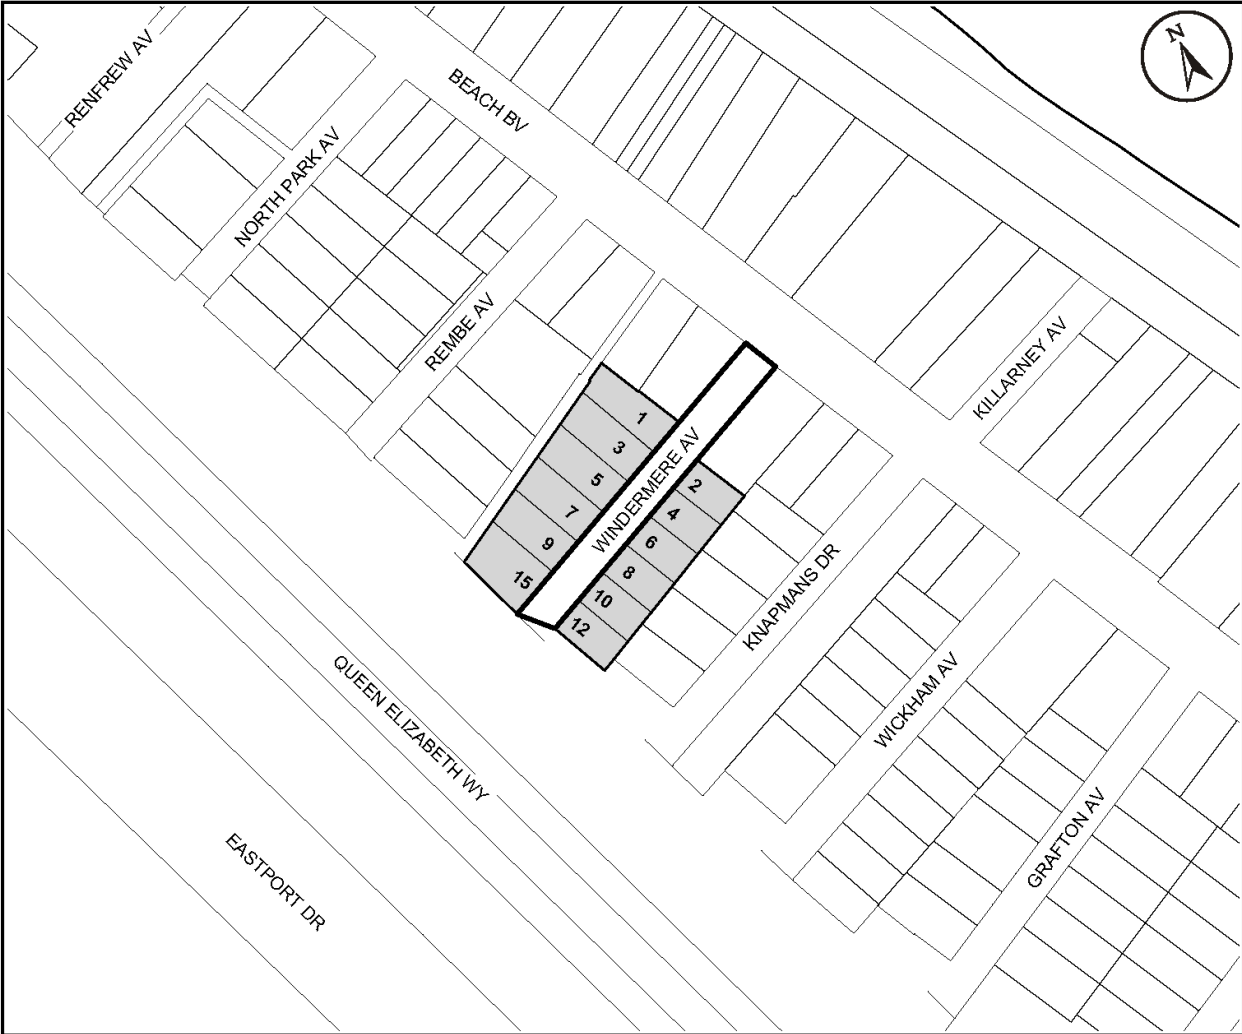 RENFREW AV
N
BEACH BV
NORTH PARK AV
REMBE AV
KILLARNEY AV
1
3
5
7
9
15
WINDERMERE AV
2
4
6
8
10
12
KNAPMANS DR
WICKHAM AV
GRAFTON AV
QUEEN ELIZABETH WY
EASTPORT DR